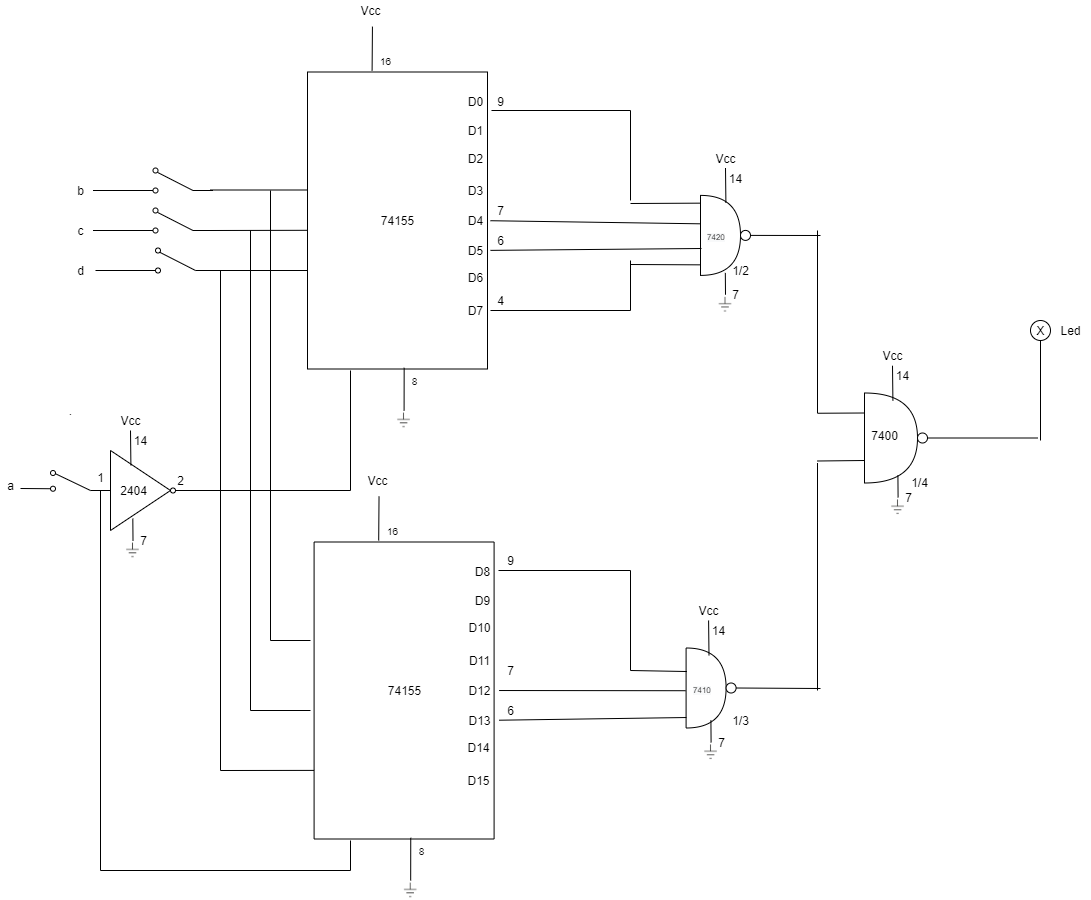 Vcc
16
D0 9
D1
D2
D3
D4 7
D5 6
D6
D7 4
74155
8
b
c
d
Vcc
14
7420
1/2
7
Led
X
Vcc
14
7400
1/4
7
Vcc
14
a
1
2404
2
7
Vcc
16
D8 9
D9
D10
D11
D12 7
D13 6
D14
D15
74155
8
Vcc
14
7410
1/3
7